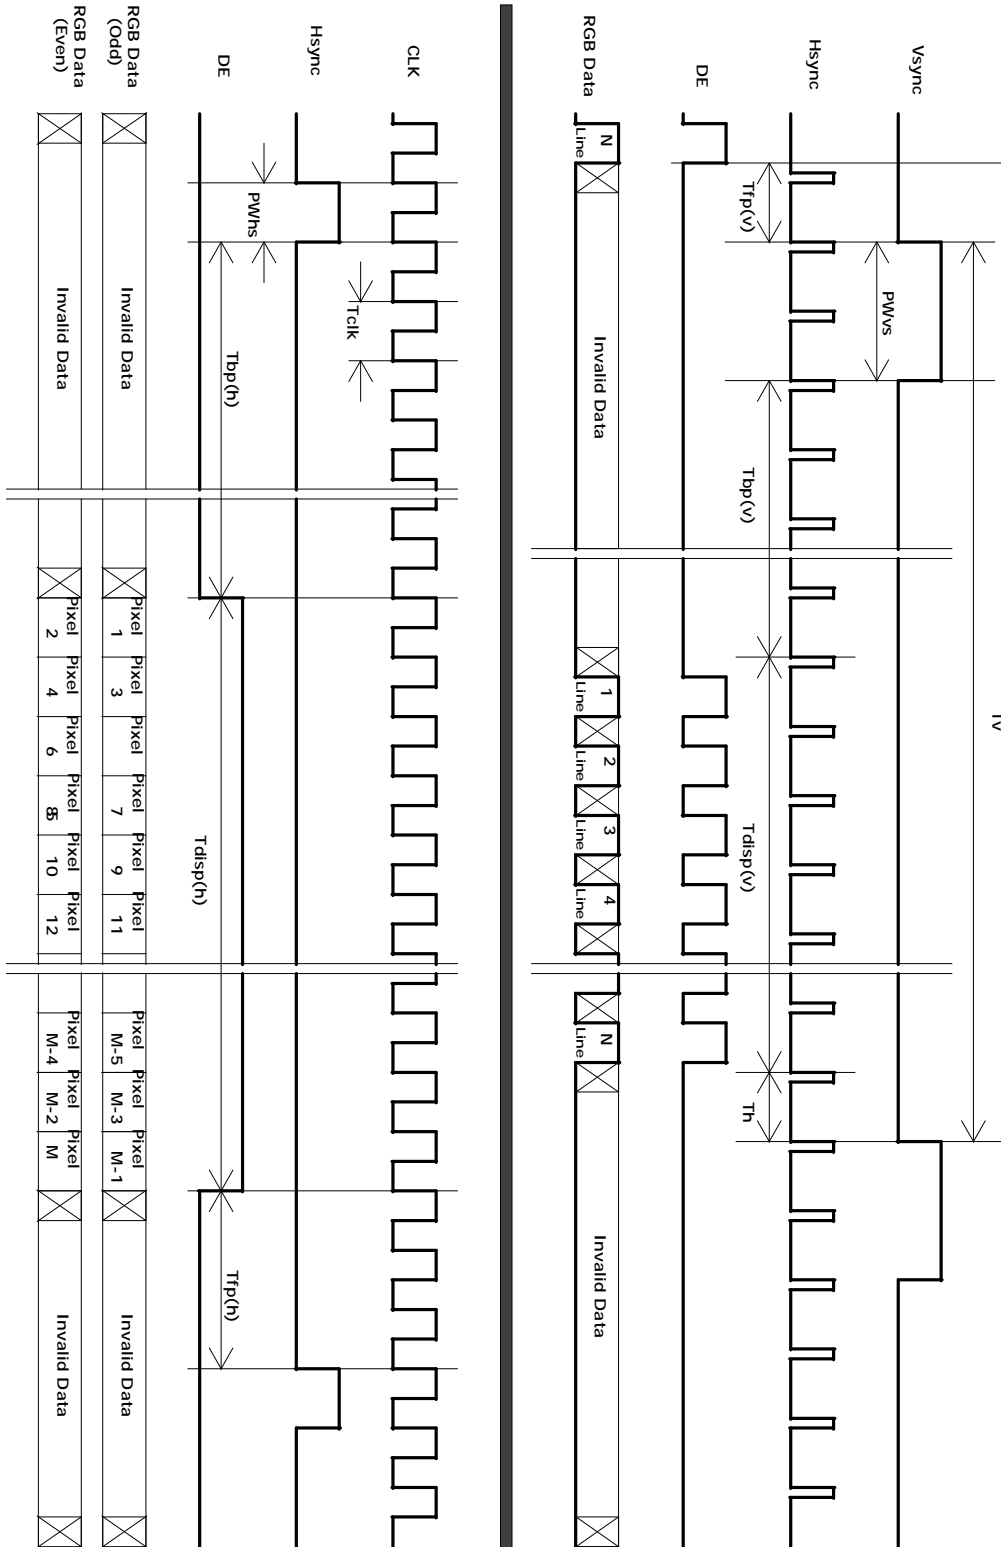 Tv
Vsync
PWvs
Hsync
Tfp(v)
Tbp(v)
Tdisp(v)
Th
DE
RGB Data
N
Line
Invalid Data
1
Line
2
Line
3
Line
4
Line
N
Line
Invalid Data
CLK
Tclk
Hsync
PWhs
Tbp(h)
Tdisp(h)
Tfp(h)
DE
RGB Data
(Odd)
Invalid Data
Pixel
1
Pixel
3
Pixel
Pixel
7
Pixel
9
Pixel
11
Pixel
M-5
Pixel
M-3
Pixel
M-1
Invalid Data
RGB Data
(Even)
Invalid Data
Pixel
2
Pixel
4
Pixel
6
Pixel
8
Pixel
10
Pixel
12
Pixel
M-4
Pixel
M-2
Pixel
M
Invalid Data